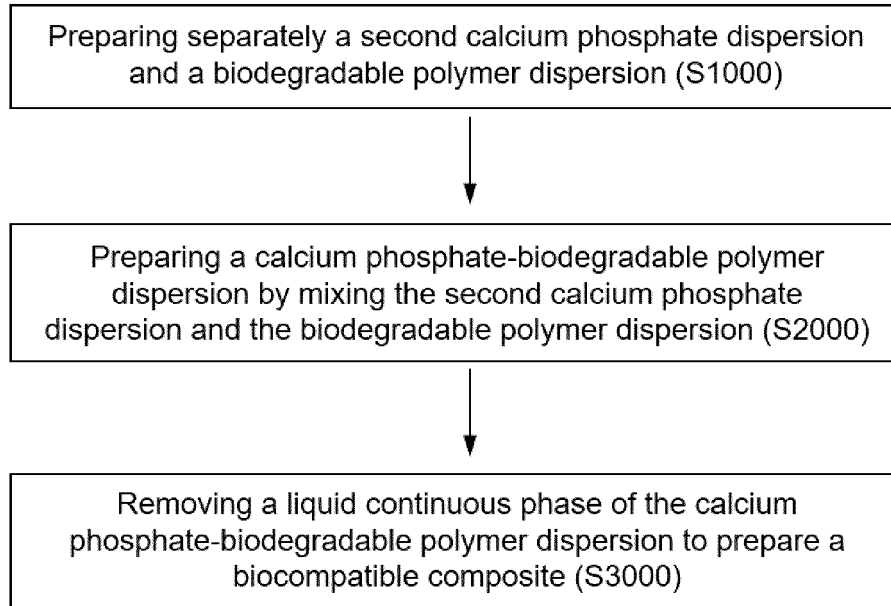 Preparing separately a second calcium phosphate dispersion
and a biodegradable polymer dispersion (S1000)
Preparing a calcium phosphate-biodegradable polymer
dispersion by mixing the second calcium phosphate
dispersion and the biodegradable polymer dispersion (S2000)
Removing a liquid continuous phase of the calcium
phosphate-biodegradable polymer dispersion to prepare a
biocompatible composite (S3000)